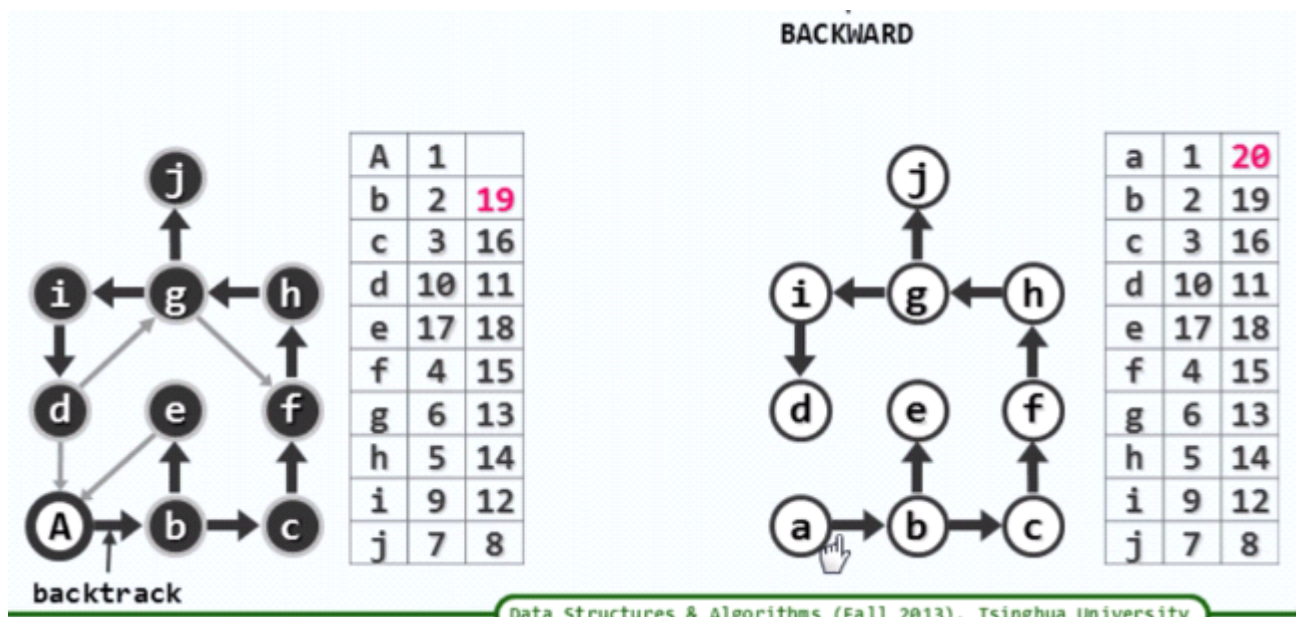 BACKWARD
j
i g h
d e f
A b c
backtrack
A 1
b 2 19
c 3 16
d 10 11
e 17 18
f 4 15
g 6 13
h 5 14
i 9 12
j 7 8
j
i g h
d e f
a b c
a 1 20
b 2 19
c 3 16
d 10 11
e 17 18
f 4 15
g 6 13
h 5 14
i 9 12
j 7 8
Data Structures & Algorithms (Fall 2013), Tsinghua University